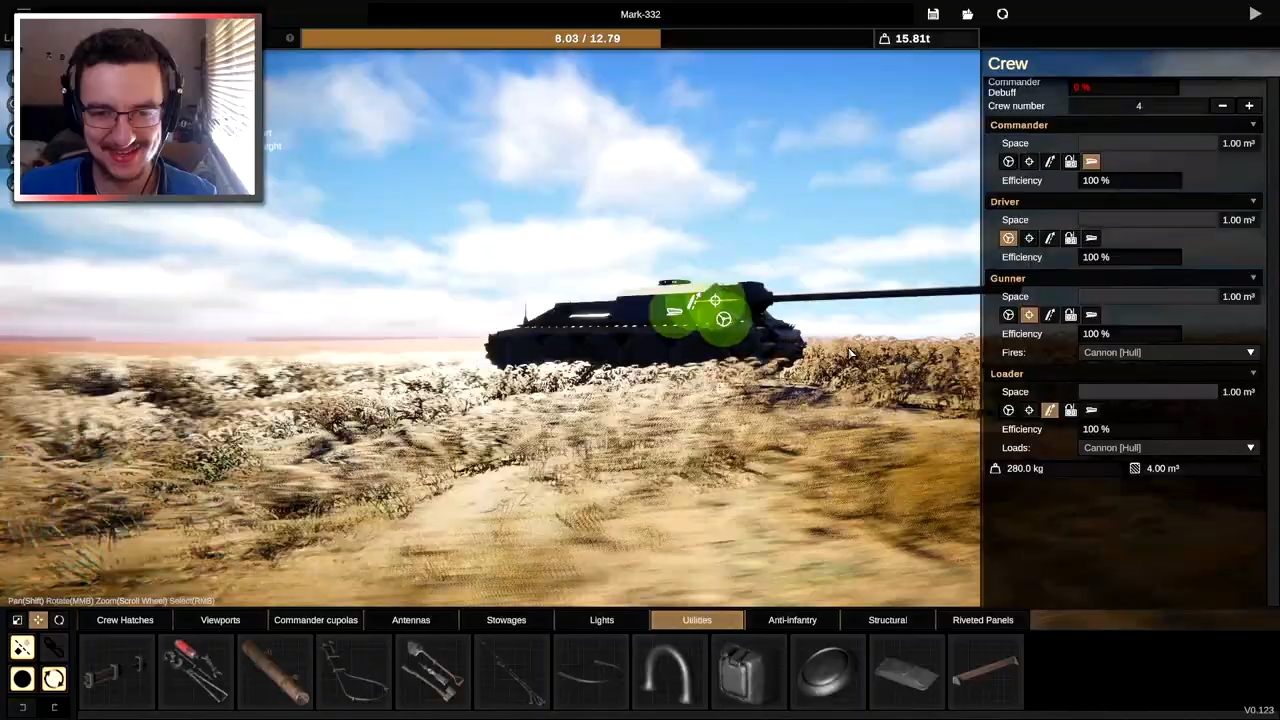 Mark-332
8.03 / 12.79
15.81t
Crew
Commander
Debuff
0 %
Crew number
4
Commander
Space
1.00 m³
Efficiency
100 %
Driver
Space
1.00 m³
Efficiency
100 %
Gunner
Space
1.00 m³
Efficiency
100 %
Fires:
Cannon [Hull]
Loader
Space
1.00 m³
Efficiency
100 %
Loads:
Cannon [Hull]
280.0 kg
4.00 m³
Pan(Shift) Rotate(MMB) Zoom(Scroll Wheel) Select(RMB)
Crew Hatches
Viewports
Commander cupolas
Antennas
Stowages
Lights
Utilities
Anti-infantry
Structural
Riveted Panels
V0.123